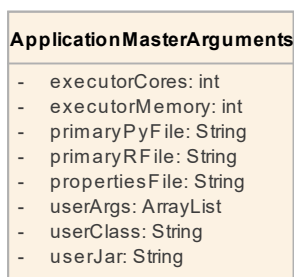 ApplicationMasterArguments
- executorCores: int
- executorMemory: int
- primaryPyFile: String
- primaryRFile: String
- propertiesFile: String
- userArgs: ArrayList
- userClass: String
- userJar: String